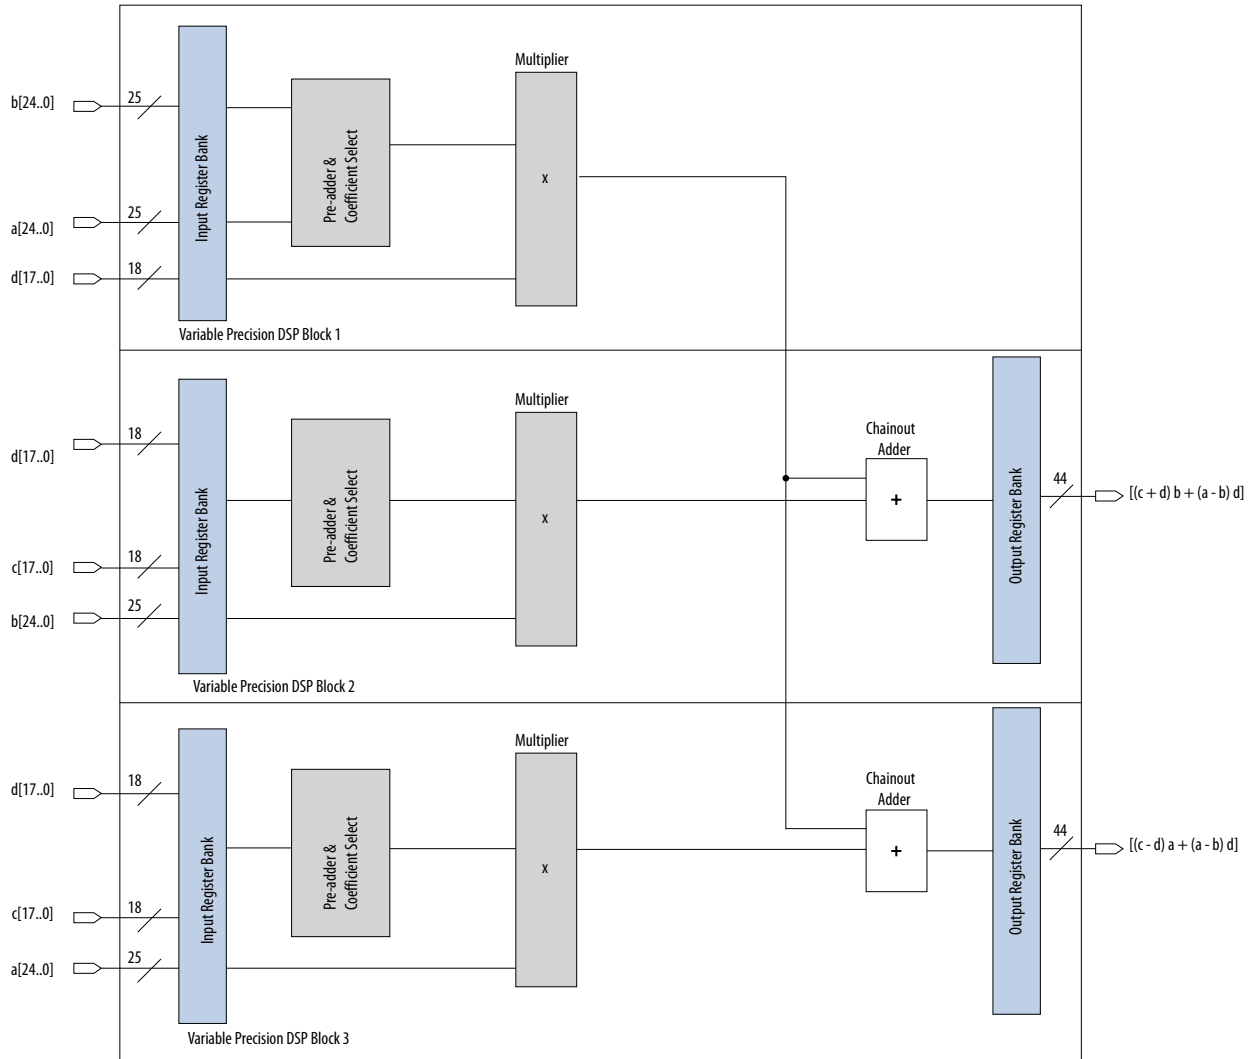 Multiplier
b[24..0]
25
Input Register Bank
Pre-adder &
Coefficient Select
x
a[24..0]
25
d[17..0]
18
Variable Precision DSP Block 1
Multiplier
d[17..0]
18
Input Register Bank
Pre-adder &
Coefficient Select
x
Chainout
Adder
+
Output Register Bank
44
[(c + d) b + (a - b) d]
c[17..0]
18
b[24..0]
25
Variable Precision DSP Block 2
Multiplier
d[17..0]
18
Input Register Bank
Pre-adder &
Coefficient Select
x
Chainout
Adder
+
Output Register Bank
44
[(c - d) a + (a - b) d]
c[17..0]
18
a[24..0]
25
Variable Precision DSP Block 3